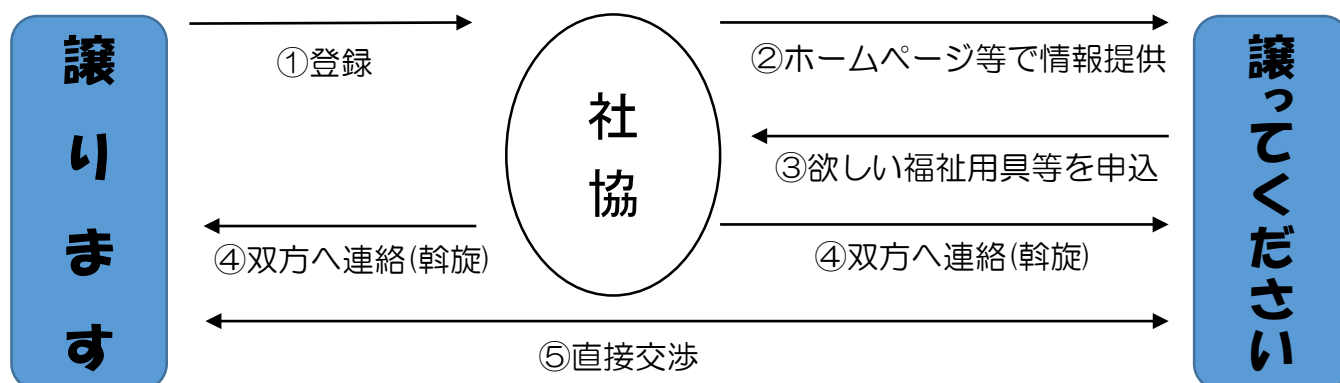 譲ります
①登録
社協
②ホームページ等で情報提供
③欲しい福祉用具等を申込
④双方へ連絡(斡旋)
④双方へ連絡(斡旋)
⑤直接交渉
譲ってください